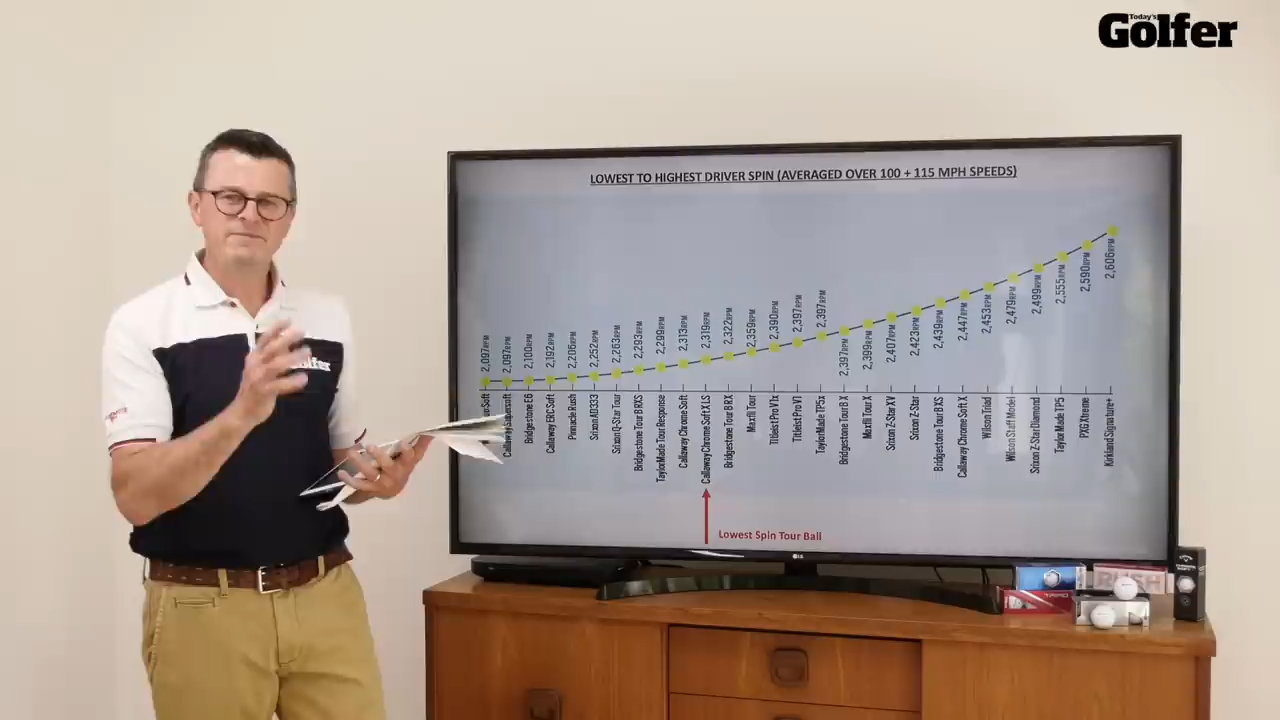 Today's
Golfer
LOWEST TO HIGHEST DRIVER SPIN (AVERAGED OVER 100 + 115 MPH SPEEDS)
2,097RPM
2,097RPM
2,100RPM
2,192RPM
2,206RPM
2,252RPM
2,263RPM
2,293RPM
2,299RPM
2,313RPM
2,319RPM
2,322RPM
2,359RPM
2,390RPM
2,397RPM
2,397RPM
2,397RPM
2,399RPM
2,407RPM
2,423RPM
2,439RPM
2,447RPM
2,453RPM
2,479RPM
2,499RPM
2,555RPM
2,590RPM
2,606RPM
Soft
Callaway Supersoft
Bridgestone E6
Callaway ERC Soft
Pinnacle Rush
Srixon AD333
Srixon Q-Star Tour
Bridgestone Tour B RXS
TaylorMade Tour Response
Callaway Chrome Soft
Callaway Chrome Soft X LS
Bridgestone Tour B RX
Maxfli Tour
Titleist Pro V1x
Titleist Pro V1
TaylorMade TP5x
Bridgestone Tour B X
Maxfli Tour X
Srixon Z-Star XV
Srixon Z-Star
Bridgestone Tour B XS
Callaway Chrome Soft X
Wilson Triad
Wilson Staff Model
Srixon Z-Star Diamond
TaylorMade TP5
PXG Xtreme
Kirkland Signature+
Lowest Spin Tour Ball
LG
Golfer
RUSH
TRIAD